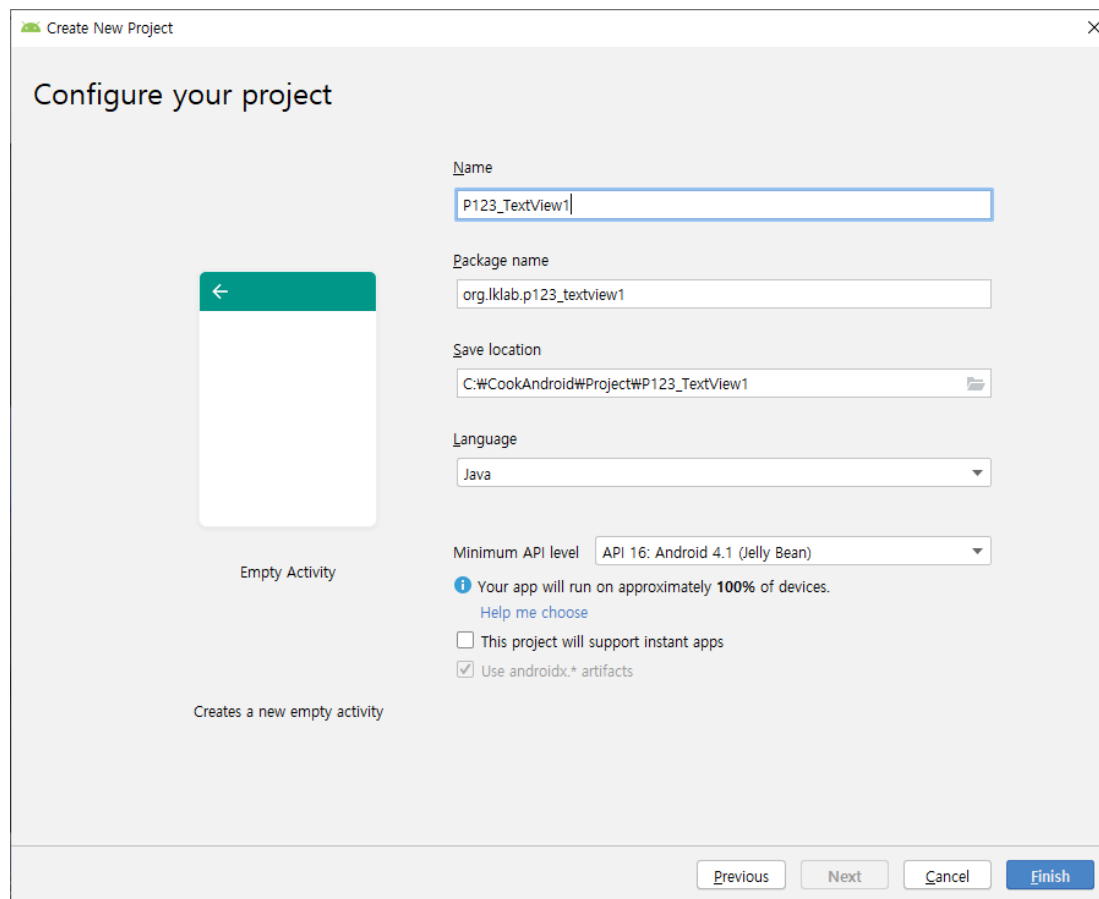 Create New Project
Configure your project
Name
P123_TextView1
Package name
org.lklab.p123_textview1
Save location
C:₩CookAndroid₩Project₩P123_TextView1
Language
Java
Minimum API level API 16: Android 4.1 (Jelly Bean)
Empty Activity
Your app will run on approximately 100% of devices.
Help me choose
This project will support instant apps
Use androidx.* artifacts
Creates a new empty activity
Previous Next Cancel Finish